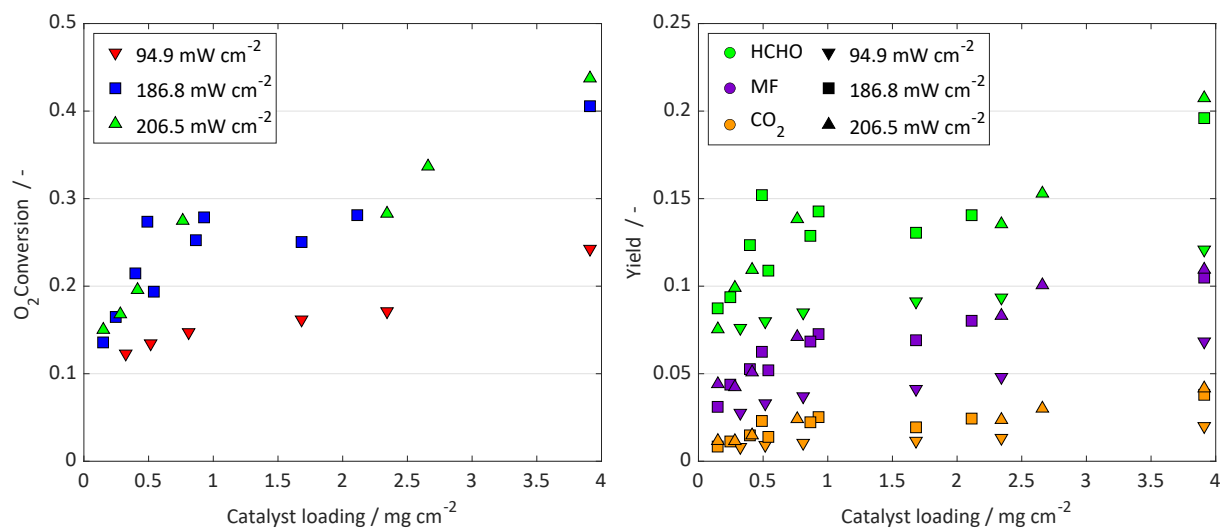 0.5
0.4
0.3
0.2
0.1
0
O₂ Conversion / -
94.9 mW cm⁻²
186.8 mW cm⁻²
206.5 mW cm⁻²
0 0.5 1 1.5 2 2.5 3 3.5 4
Catalyst loading / mg cm⁻²
0.25
0.2
0.15
0.1
0.05
0.00
Yield / -
HCHO 94.9 mW cm⁻²
MF 186.8 mW cm⁻²
CO₂ 206.5 mW cm⁻²
0 0.5 1 1.5 2 2.5 3 3.5 4
Catalyst loading / mg cm⁻²